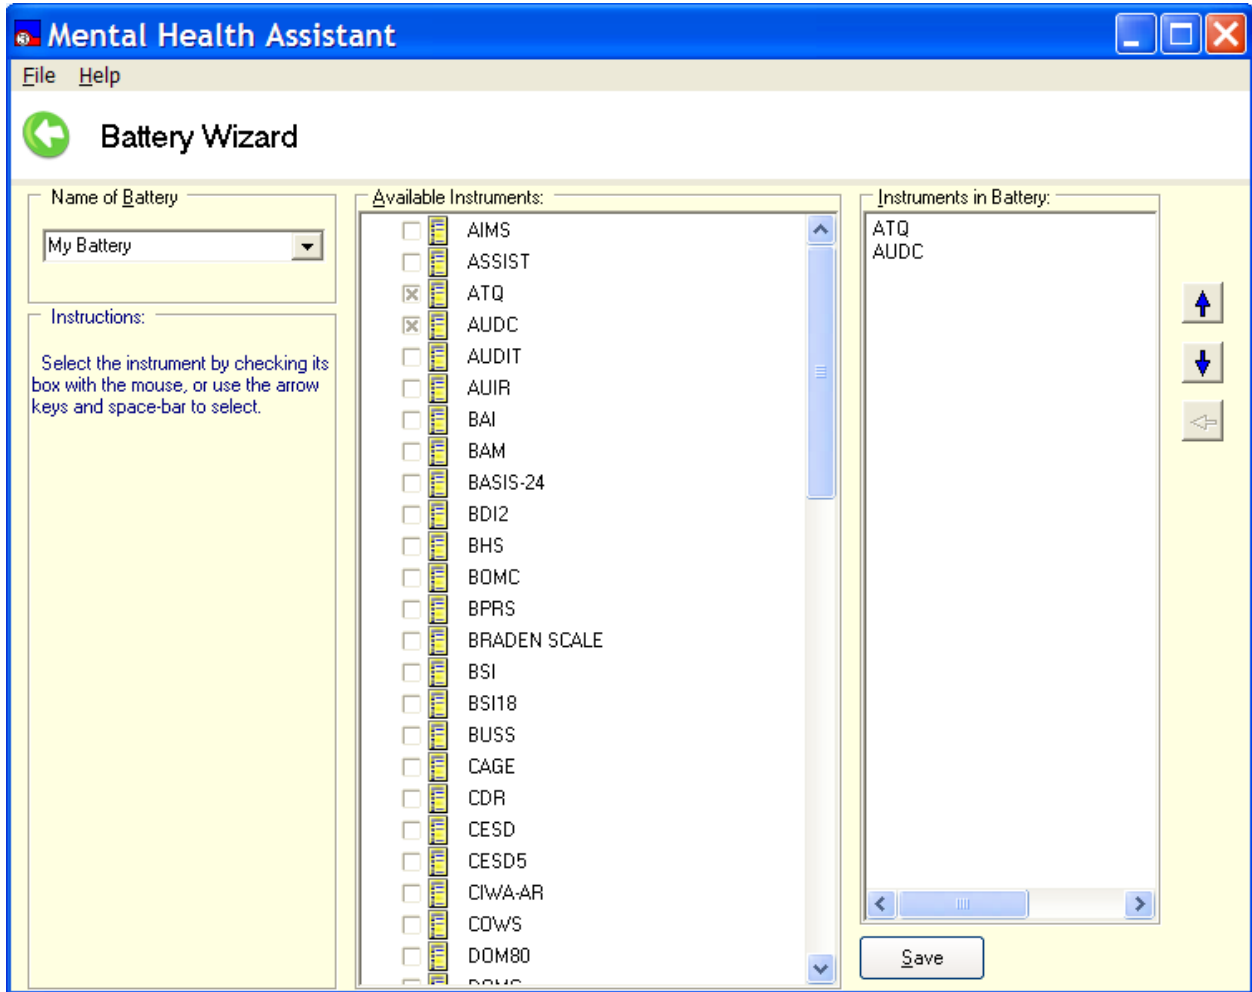 Mental Health Assistant
File Help
Battery Wizard
Name of Battery
My Battery
Instructions:
Select the instrument by checking its
box with the mouse, or use the arrow
keys and space-bar to select.
Available Instruments:
AIMS
ASSIST
ATQ
AUDC
AUDIT
AUIR
BAI
BAM
BASIS-24
BDI2
BHS
BOMC
BPRS
BRADEN SCALE
BSI
BSI18
BUSS
CAGE
CDR
CESD
CESD5
CIWA-AR
COWS
DOM80
Instruments in Battery:
ATQ
AUDC
Save